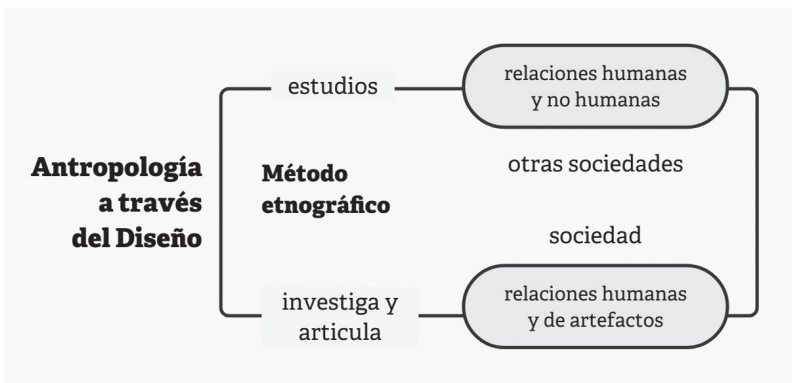 Antropología
a través
del Diseño
estudios
relaciones humanas
y no humanas
Método
etnográfico
otras sociedades
sociedad
investiga y
articula
relaciones humanas
y de artefactos